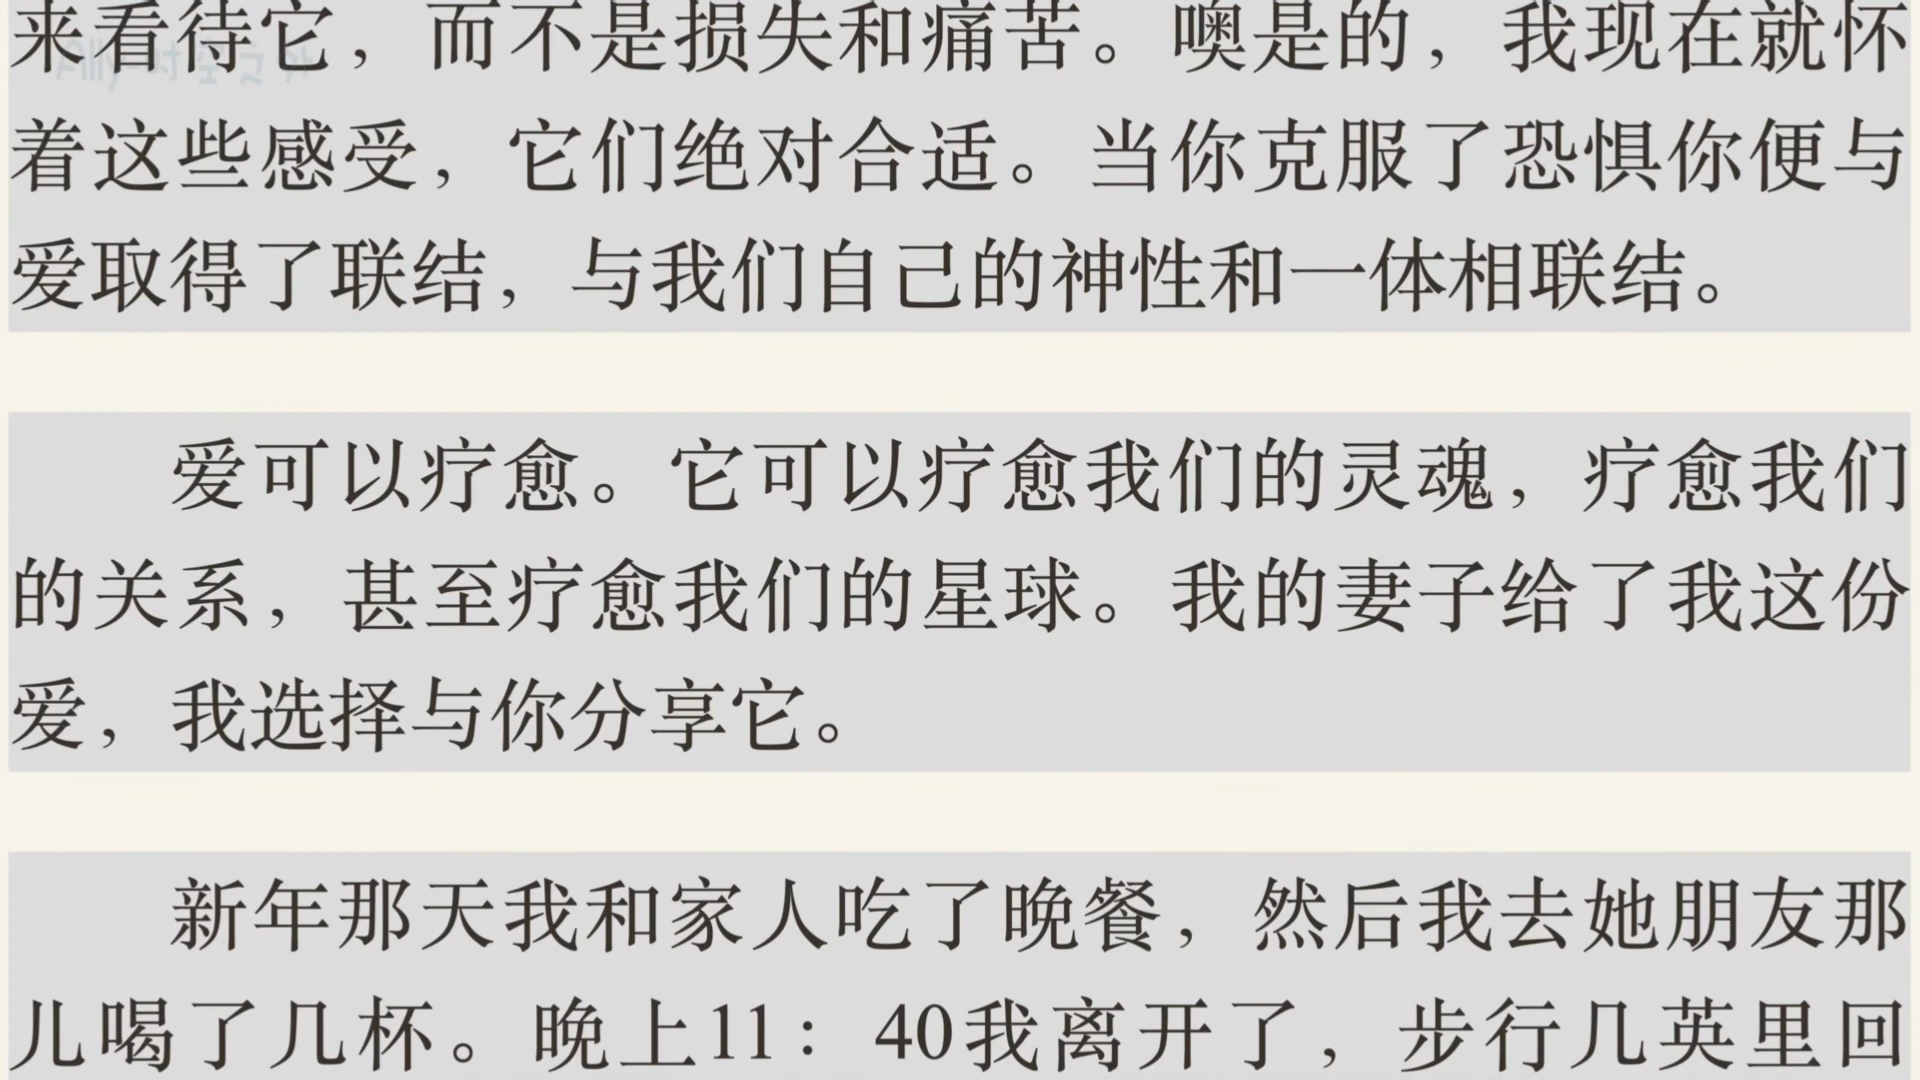 来看待它，而不是损失和痛苦。噢是的，我现在就怀
着这些感受，它们绝对合适。当你克服了恐惧你便与
爱取得了联结，与我们自己的神性和一体相联结。
爱可以疗愈。它可以疗愈我们的灵魂，疗愈我们
的关系，甚至疗愈我们的星球。我的妻子给了我这份
爱，我选择与你分享它。
新年那天我和家人吃了晚餐，然后我去她朋友那
儿喝了几杯。晚上11：40我离开了，步行几英里回
Ally-时空之外